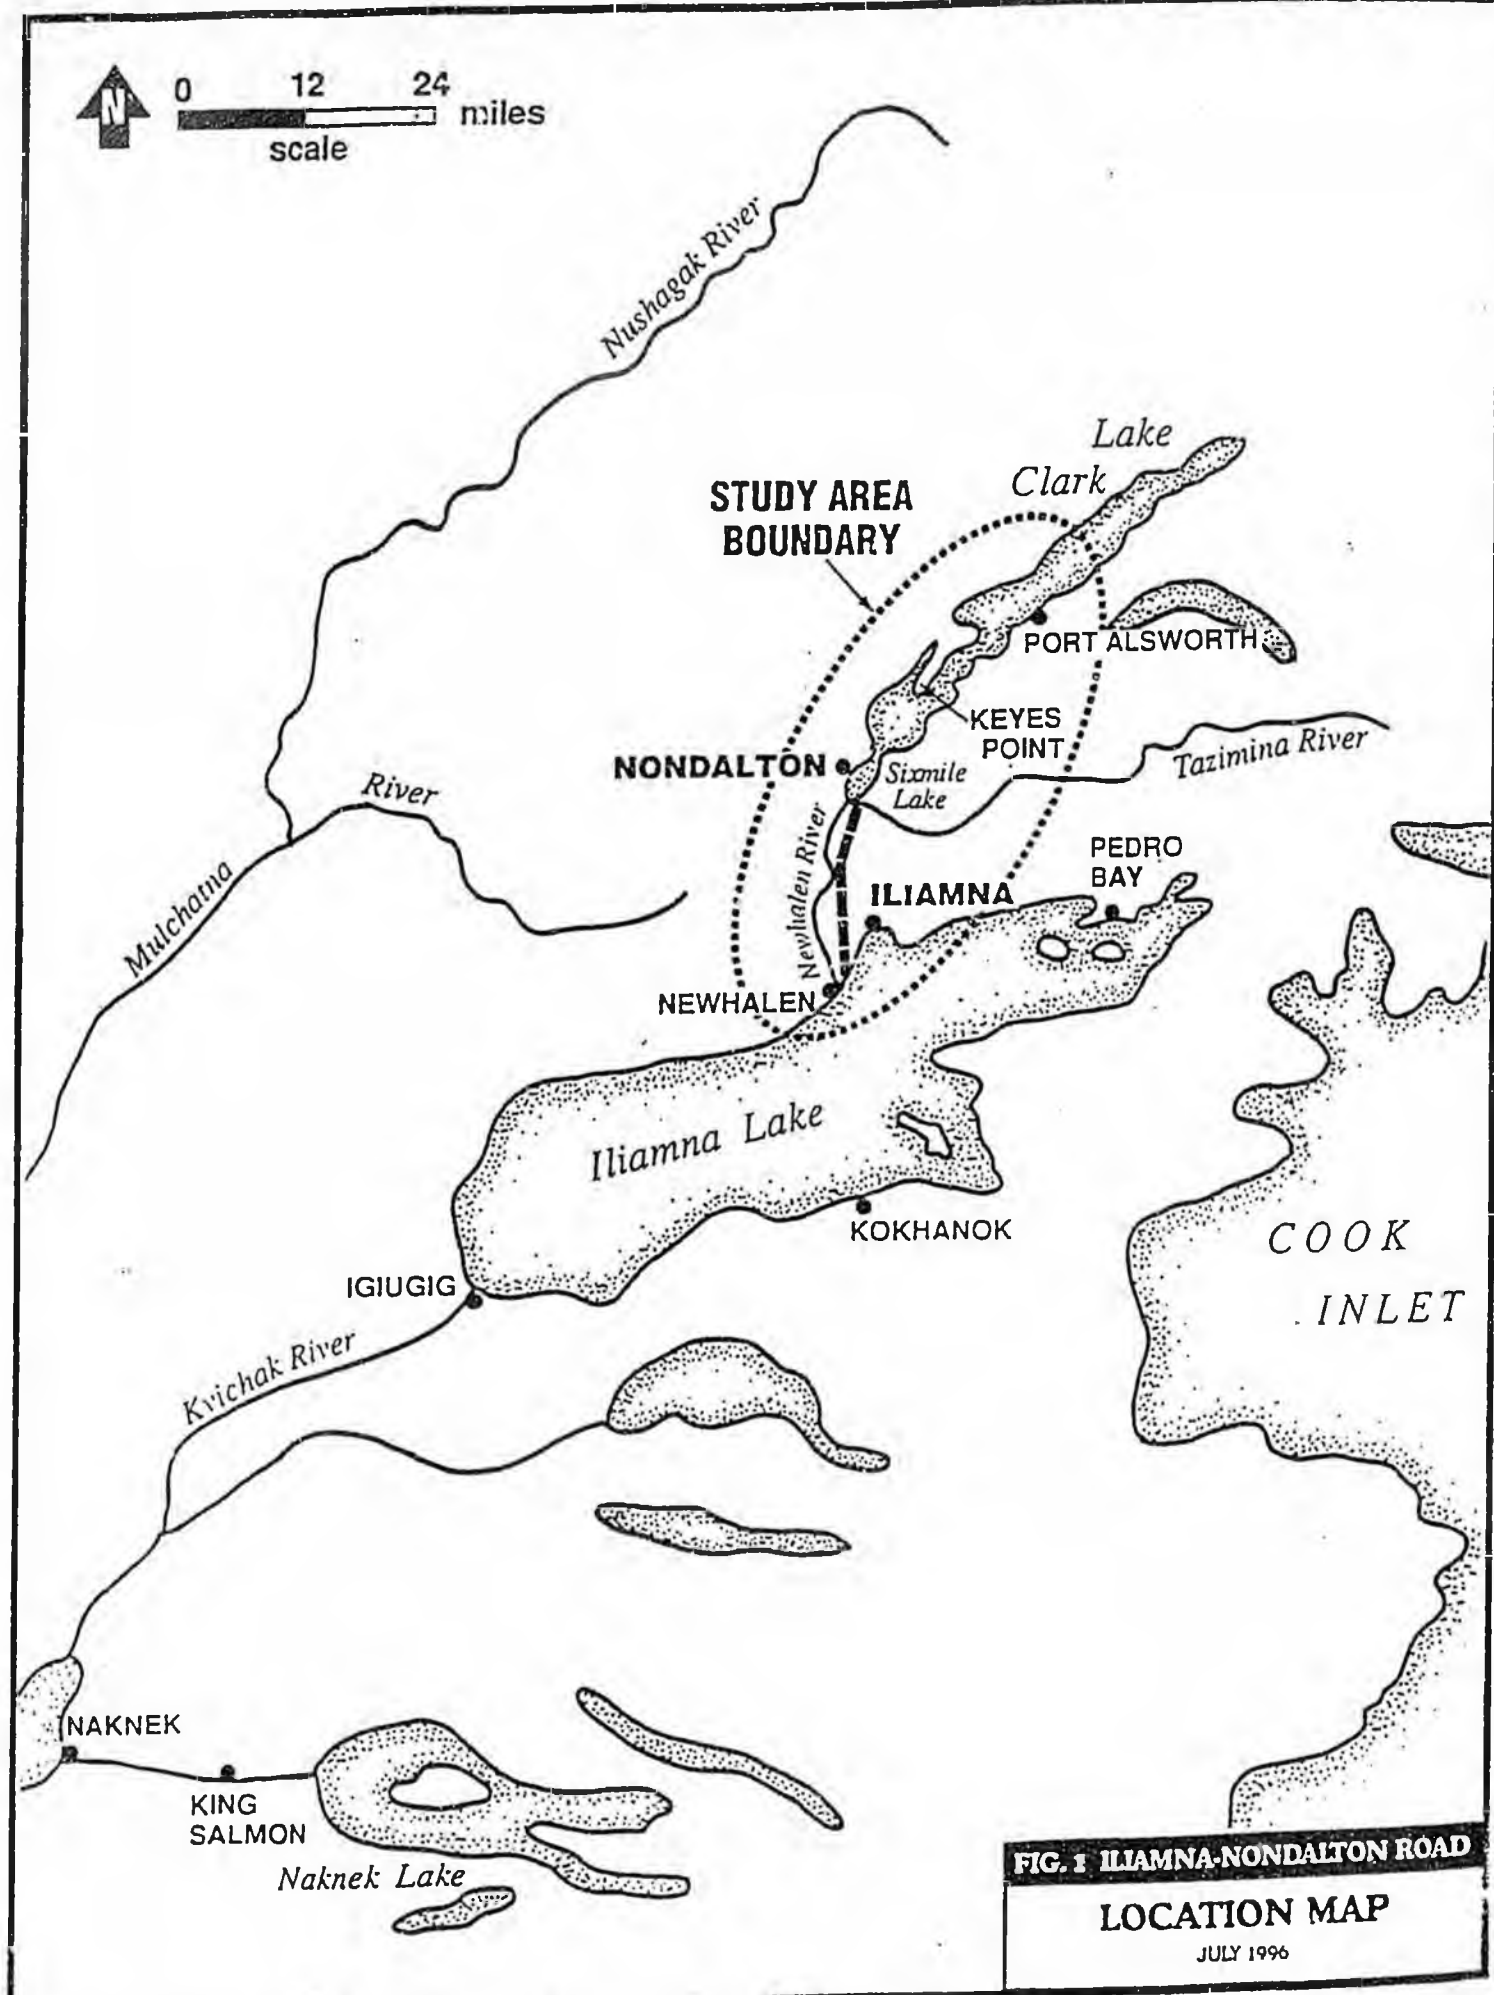 N
0 12 24 miles
scale
Nushagak River
Lake
Clark
STUDY AREA
BOUNDARY
PORT ALSWORTH
KEYES
POINT
Tazimina River
NONDALTON
Sixmile
Lake
River
Mulchatna
Newhalen River
PEDRO
BAY
ILIAMNA
NEWHALEN
Iliamna Lake
KOKHANOK
COOK
INLET
IGIUGIG
Kvichak River
NAKNEK
KING
SALMON
Naknek Lake
FIG. 1 ILIAMNA-NONDALTON ROAD
LOCATION MAP
JULY 1996